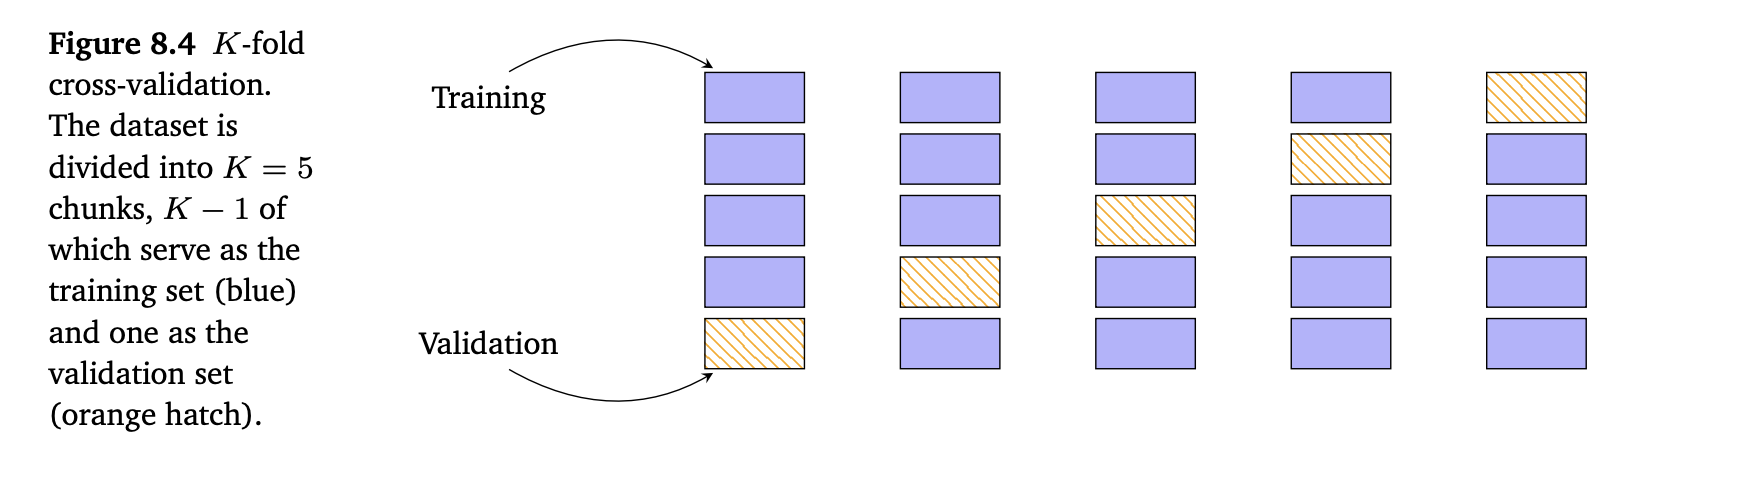 Figure 8.4 K-fold
cross-validation.
The dataset is
divided into K = 5
chunks, K − 1 of
which serve as the
training set (blue)
and one as the
validation set
(orange hatch).
Training
Validation